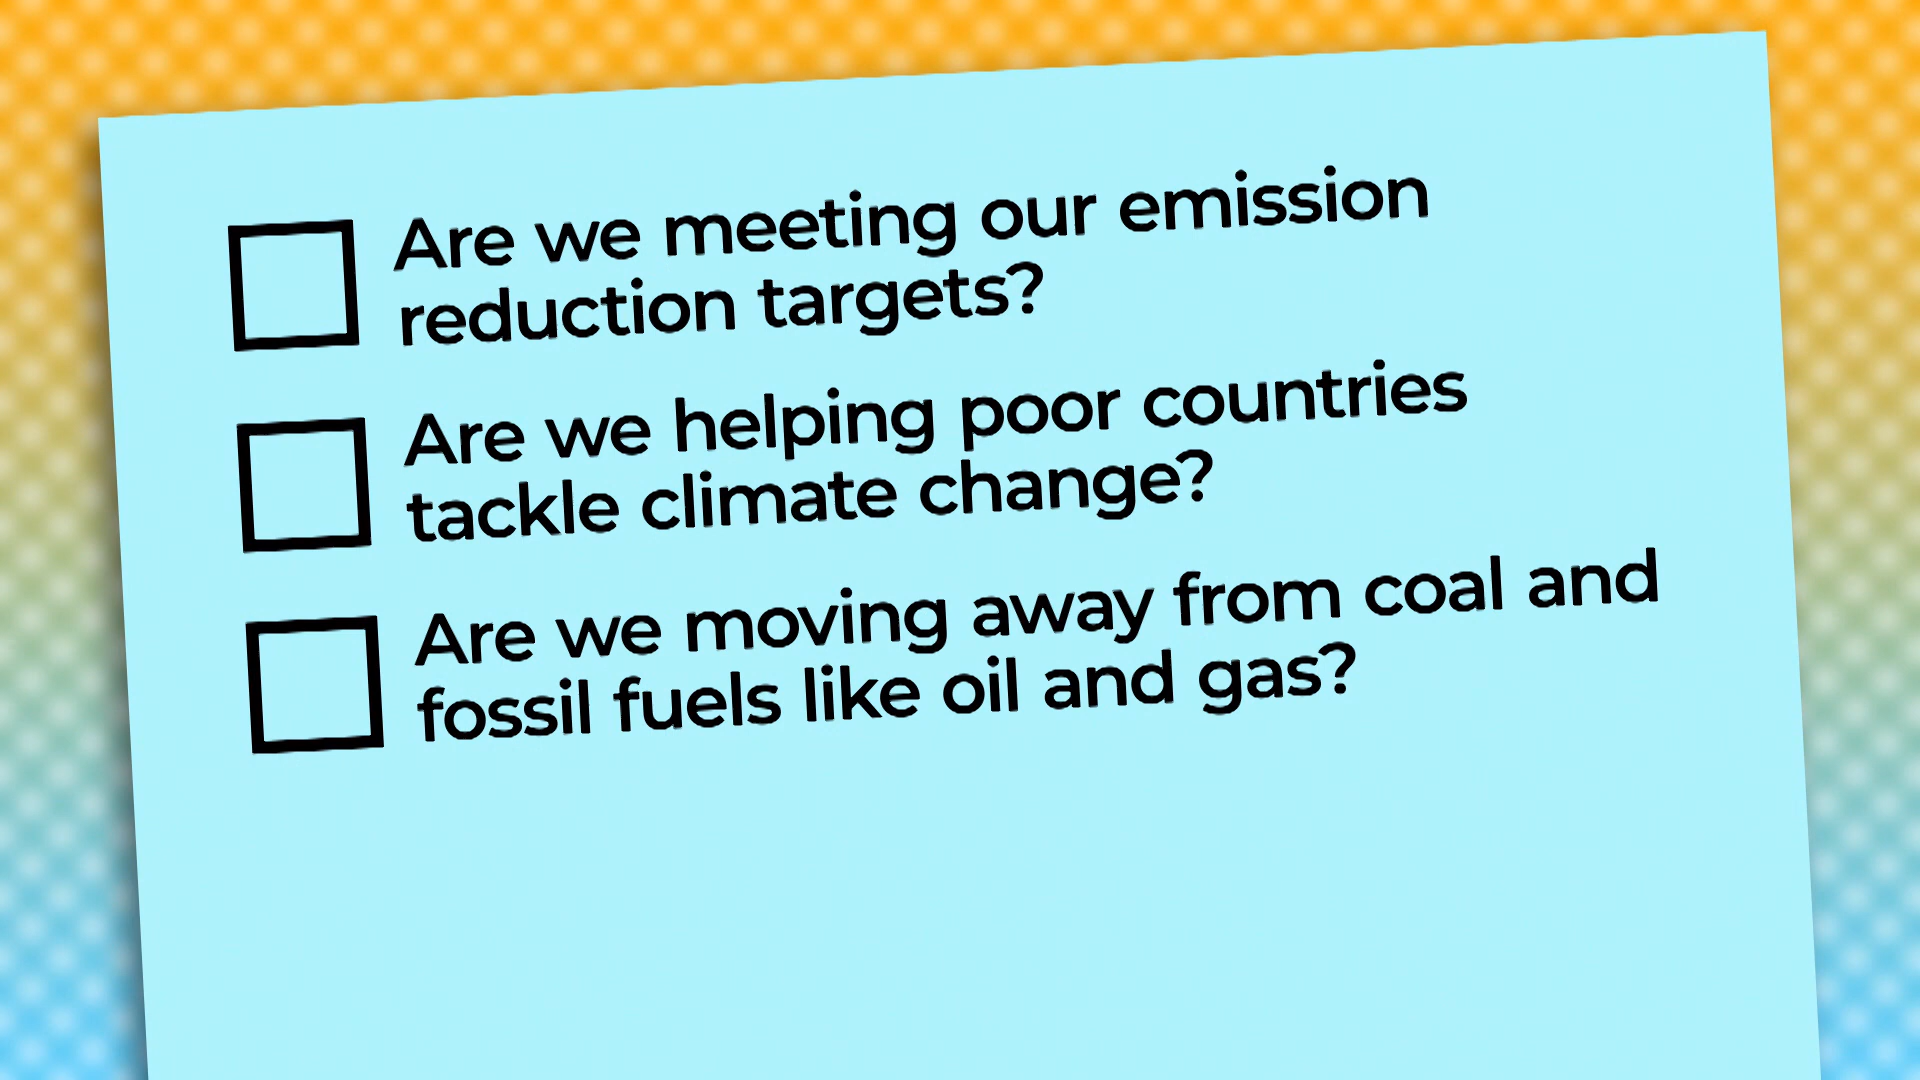 Are we meeting our emission
reduction targets?
Are we helping poor countries
tackle climate change?
Are we moving away from coal and
fossil fuels like oil and gas?